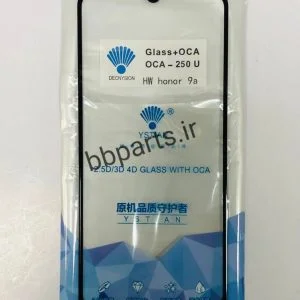 Glass+OCA
OCA-250 U
HW honor 9a
DEONYSION
bbparts.ir
YSTIAN
®
2.5D/3D 4D GLASS WITH OCA
原机品质守护者
YSTIAN